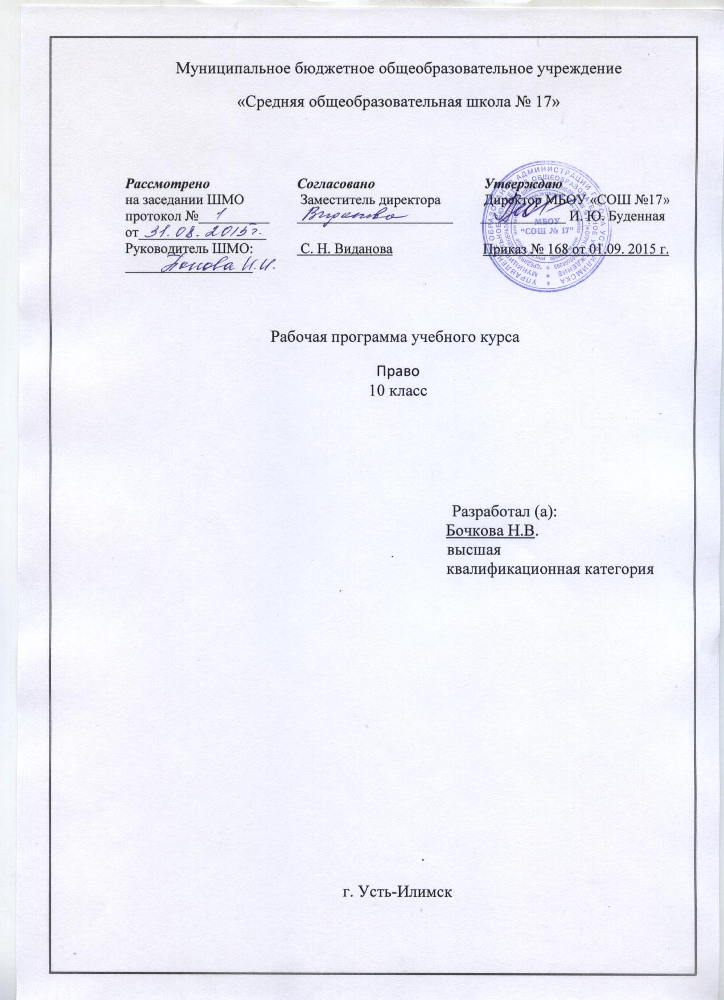 Муниципальное бюджетное общеобразовательное учреждение
«Средняя общеобразовательная школа № 17»
Рассмотрено
на заседании ШМО
протокол № 1
от 31.08.2015г.
Руководитель ШМО:
Попова И.И.
Согласовано
Заместитель директора
С. Н. Виданова
Утверждаю
Директор МБОУ «СОШ №17»
И. Ю. Буденная
Приказ № 168 от 01.09. 2015 г.
МБОУ
"СОШ № 17"
Рабочая программа учебного курса
Право
10 класс
Разработал (а):
Бочкова Н.В.
высшая
квалификационная категория
г. Усть-Илимск